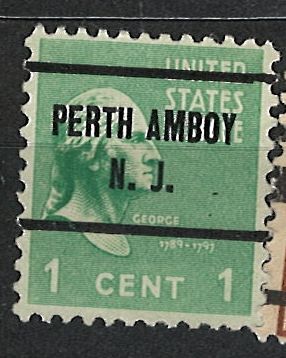 UNITED
STATES
PERTH AMBOY
N. J.
GEORGE
1789-1797
1 CENT 1